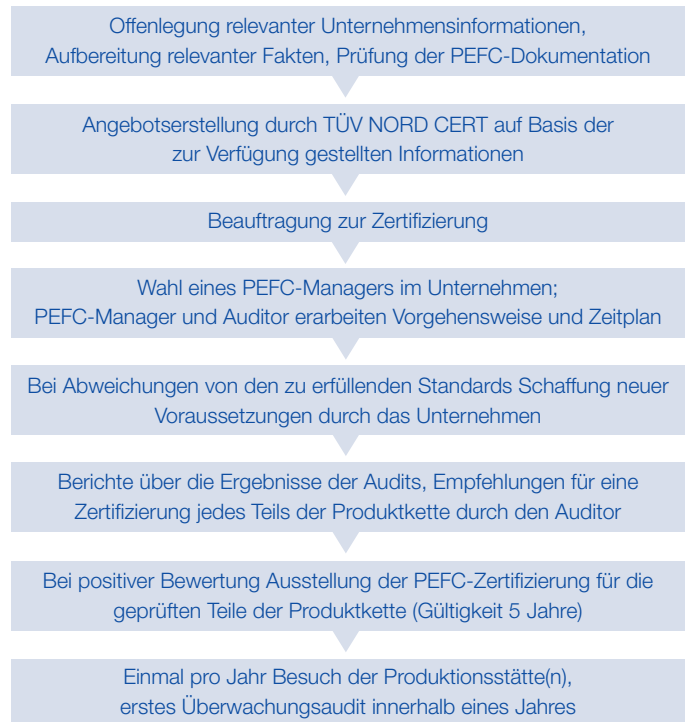 Offenlegung relevanter Unternehmensinformationen,
Aufbereitung relevanter Fakten, Prüfung der PEFC-Dokumentation
Angebotserstellung durch TÜV NORD CERT auf Basis der
zur Verfügung gestellten Informationen
Beauftragung zur Zertifizierung
Wahl eines PEFC-Managers im Unternehmen;
PEFC-Manager und Auditor erarbeiten Vorgehensweise und Zeitplan
Bei Abweichungen von den zu erfüllenden Standards Schaffung neuer
Voraussetzungen durch das Unternehmen
Berichte über die Ergebnisse der Audits, Empfehlungen für eine
Zertifizierung jedes Teils der Produktkette durch den Auditor
Bei positiver Bewertung Ausstellung der PEFC-Zertifizierung für die
geprüften Teile der Produktkette (Gültigkeit 5 Jahre)
Einmal pro Jahr Besuch der Produktionsstätte(n),
erstes Überwachungsaudit innerhalb eines Jahres